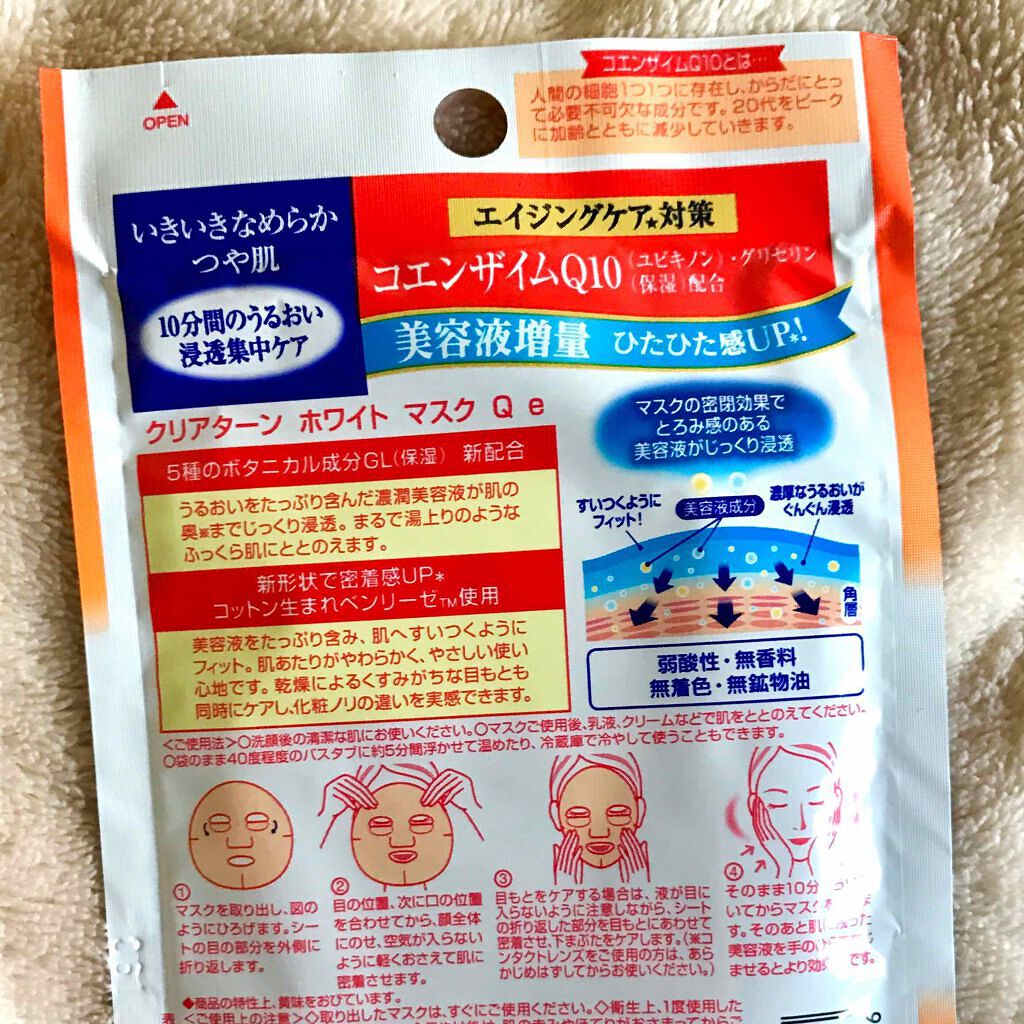 OPEN
コエンザイムQ10とは…
人間の細胞1つ1つに存在し、からだにとっ
て必要不可欠な成分です。20代をピーク
に加齢とともに減少していきます。
いきいきなめらか
つや肌
10分間のうるおい
浸透集中ケア
エイジングケア★対策
コエンザイムQ10(ユビキノン)・グリセリン
(保湿)配合
美容液増量 ひたひた感UP*!
クリアターン ホワイト マスク Q e
5種のボタニカル成分GL(保湿) 新配合
うるおいをたっぷり含んだ濃潤美容液が肌の
奥※までじっくり浸透。まるで湯上りのような
ふっくら肌にととのえます。
新形状で密着感UP*
コットン生まれベンリーゼTM使用
美容液をたっぷり含み、肌へすいつくように
フィット。肌あたりがやわらかく、やさしい使い
心地です。乾燥によるくすみがちな目もとも
同時にケアし、化粧ノリの違いを実感できます。
マスクの密閉効果で
とろみ感のある
美容液がじっくり浸透
すいつくように
フィット!
美容液成分
濃厚なうるおいが
ぐんぐん浸透
角層
弱酸性・無香料
無着色・無鉱物油
<ご使用法>○洗顔後の清潔な肌にお使いください。○マスクご使用後、乳液、クリームなどで肌をととのえてください。
○袋のまま40度程度のバスタブに約5分間浮かせて温めたり、冷蔵庫で冷やして使うこともできます。
①
マスクを取り出し、図の
ようにひろげます。シー
トの目の部分を外側に
折り返します。
②
目の位置、次に口の位置
を合わせてから、顔全体
にのせ、空気が入らない
ように軽くおさえて肌に
密着させます。
③
目もとをケアする場合は、液が目に
入らないように注意しながら、シート
の折り返した部分を目もとにあわせて
密着させ、下まぶたをケアします。(※コン
タクトレンズをご使用の方は、あら
かじめはずしてからお使いください。)
④
そのまま10分
いてからマスク
す。そのあと肌に
美容液を手の
ませるとより効 です。
◆商品の特性上、黄味をおびています。
<ご使用上の注意>◇取り出したマスクは、すぐにご使用ください。◇衛生上、1度使用した